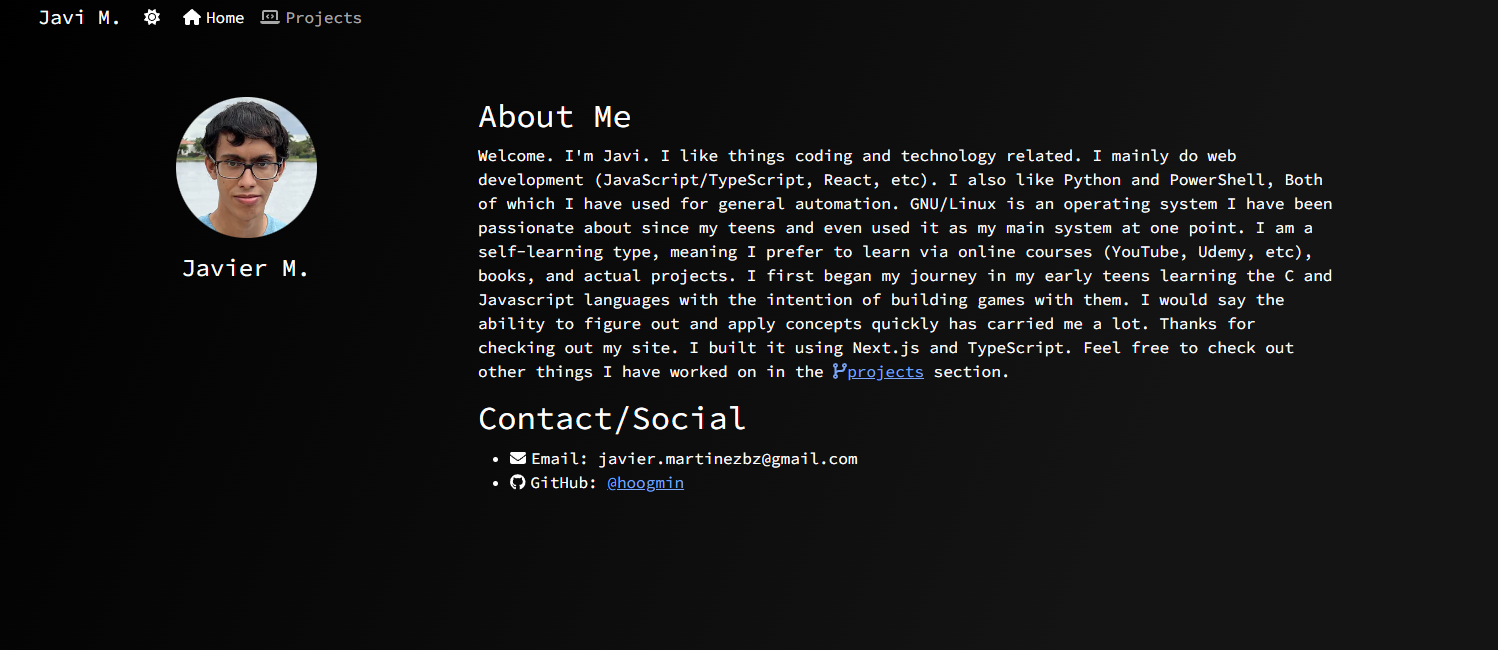 Javi M. Home Projects
Javier M.
About Me
Welcome. I'm Javi. I like things coding and technology related. I mainly do web
development (JavaScript/TypeScript, React, etc). I also like Python and PowerShell, Both
of which I have used for general automation. GNU/Linux is an operating system I have been
passionate about since my teens and even used it as my main system at one point. I am a
self-learning type, meaning I prefer to learn via online courses (YouTube, Udemy, etc),
books, and actual projects. I first began my journey in my early teens learning the C and
Javascript languages with the intention of building games with them. I would say the
ability to figure out and apply concepts quickly has carried me a lot. Thanks for
checking out my site. I built it using Next.js and TypeScript. Feel free to check out
other things I have worked on in the projects section.
Contact/Social
Email: javier.martinezbz@gmail.com
GitHub: @hoogmin